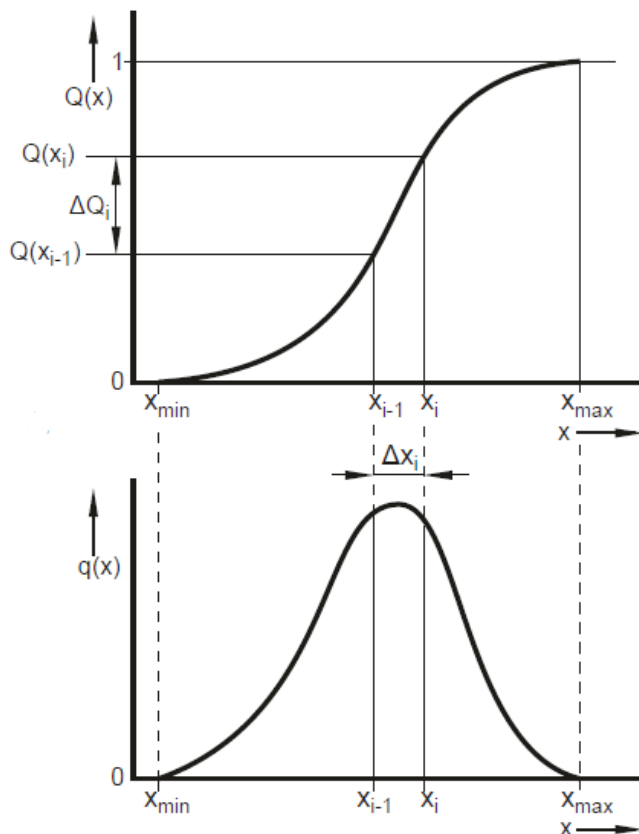 1
Q(x)
Q(xᵢ)
ΔQᵢ
Q(xᵢ₋₁)
0
xₘᵢₙ xᵢ₋₁ xᵢ xₘₐₓ
x
Δxᵢ
q(x)
0
xₘᵢₙ xᵢ₋₁ xᵢ xₘₐₓ
x